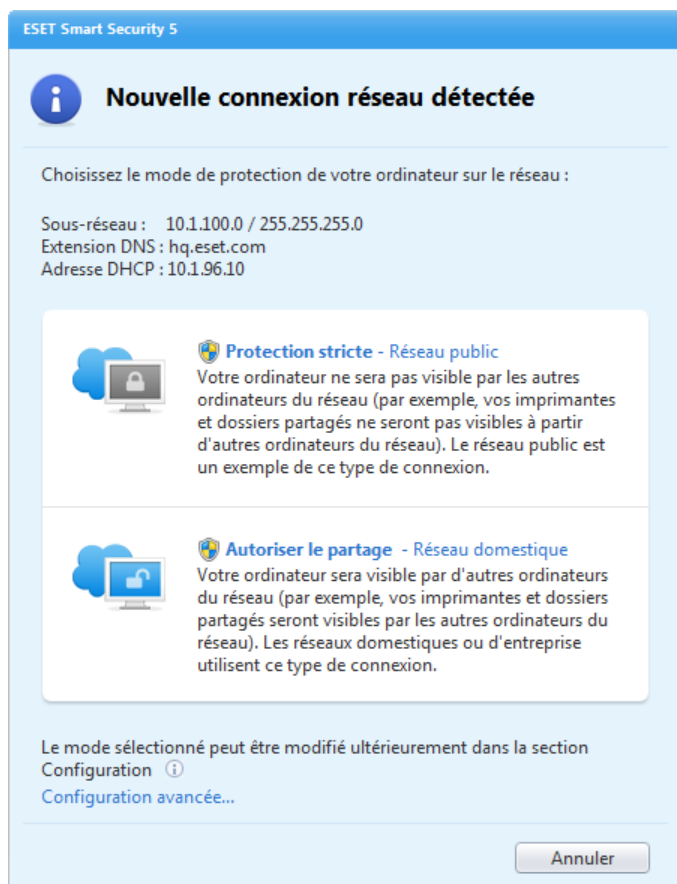 ESET Smart Security 5
Nouvelle connexion réseau détectée
Choisissez le mode de protection de votre ordinateur sur le réseau :
Sous-réseau : 10.1.100.0 / 255.255.255.0
Extension DNS : hq.eset.com
Adresse DHCP : 10.1.96.10
Protection stricte - Réseau public
Votre ordinateur ne sera pas visible par les autres
ordinateurs du réseau (par exemple, vos imprimantes
et dossiers partagés ne seront pas visibles à partir
d'autres ordinateurs du réseau). Le réseau public est
un exemple de ce type de connexion.
Autoriser le partage - Réseau domestique
Votre ordinateur sera visible par d'autres ordinateurs
du réseau (par exemple, vos imprimantes et dossiers
partagés seront visibles par les autres ordinateurs du
réseau). Les réseaux domestiques ou d'entreprise
utilisent ce type de connexion.
Le mode sélectionné peut être modifié ultérieurement dans la section
Configuration
Configuration avancée...
Annuler